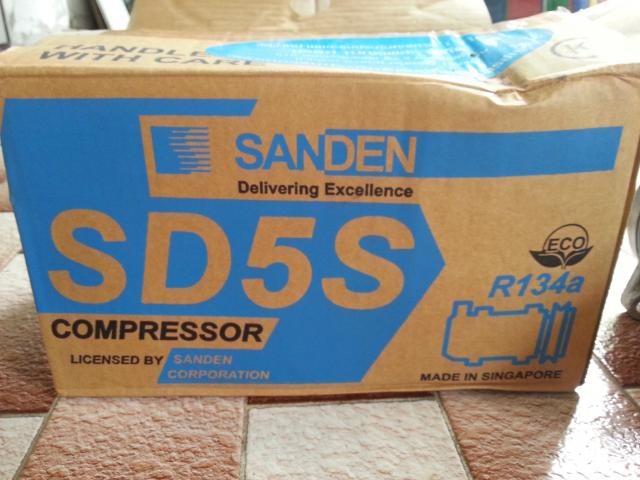 HANDLE
WITH CARE
SANDEN
Delivering Excellence
SD5S
COMPRESSOR
LICENSED BY SANDEN
CORPORATION
ECO
R134a
MADE IN SINGAPORE